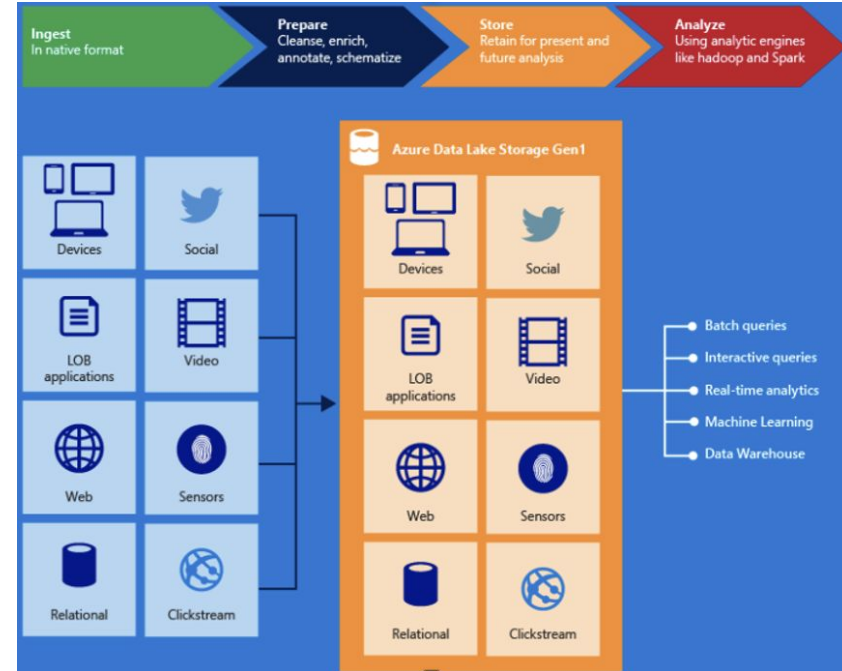 Ingest
In native format
Prepare
Cleanse, enrich,
annotate, schematize
Store
Retain for present and
future analysis
Analyze
Using analytic engines
like hadoop and Spark
Devices
Social
LOB
applications
Video
Web
Sensors
Relational
Clickstream
Azure Data Lake Storage Gen1
Devices
Social
LOB
applications
Video
Web
Sensors
Relational
Clickstream
Batch queries
Interactive queries
Real-time analytics
Machine Learning
Data Warehouse